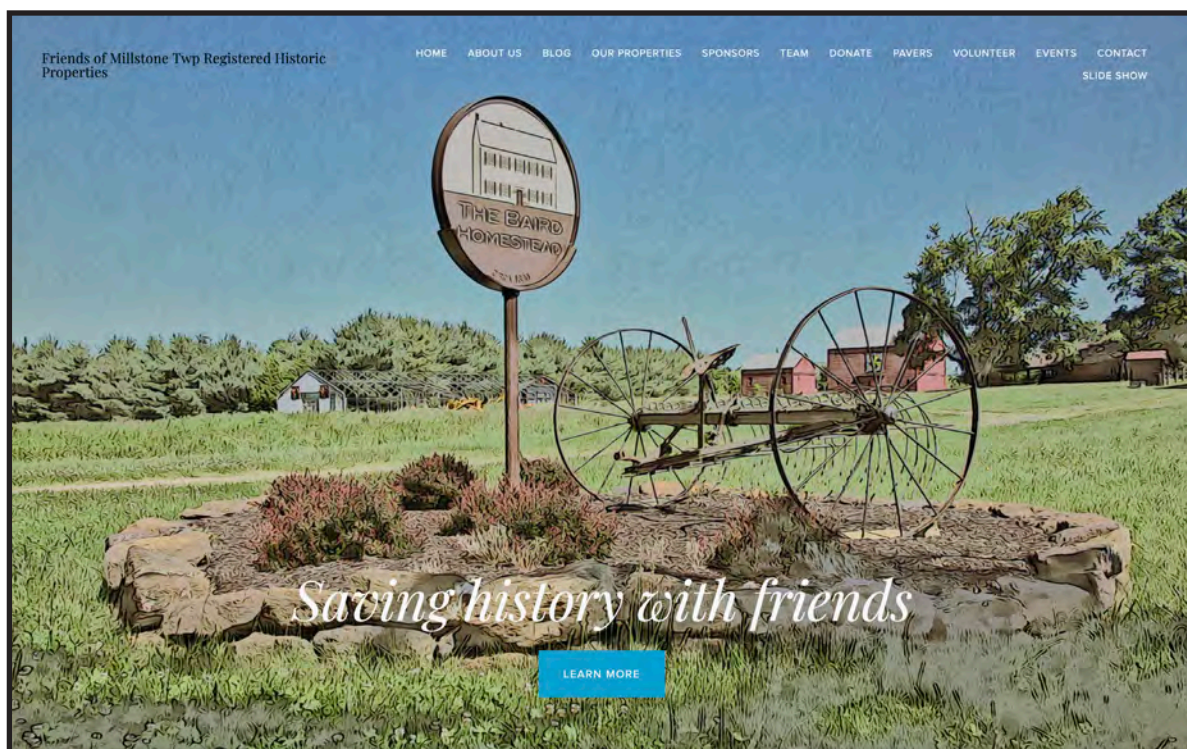 Friends of Millstone Twp Registered Historic
Properties
HOME ABOUT US BLOG OUR PROPERTIES SPONSORS TEAM DONATE PAVERS VOLUNTEER EVENTS CONTACT
SLIDE SHOW
THE BAIRD
HOMESTEAD
Saving history with friends
LEARN MORE